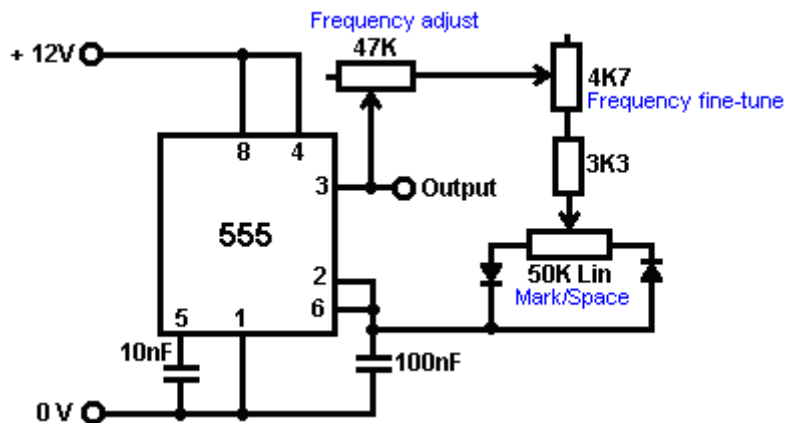 Frequency adjust
47K
+ 12V
4K7
Frequency fine-tune
8
4
3
Output
3K3
555
2
6
50K Lin
Mark/Space
5
1
10nF
100nF
0 V